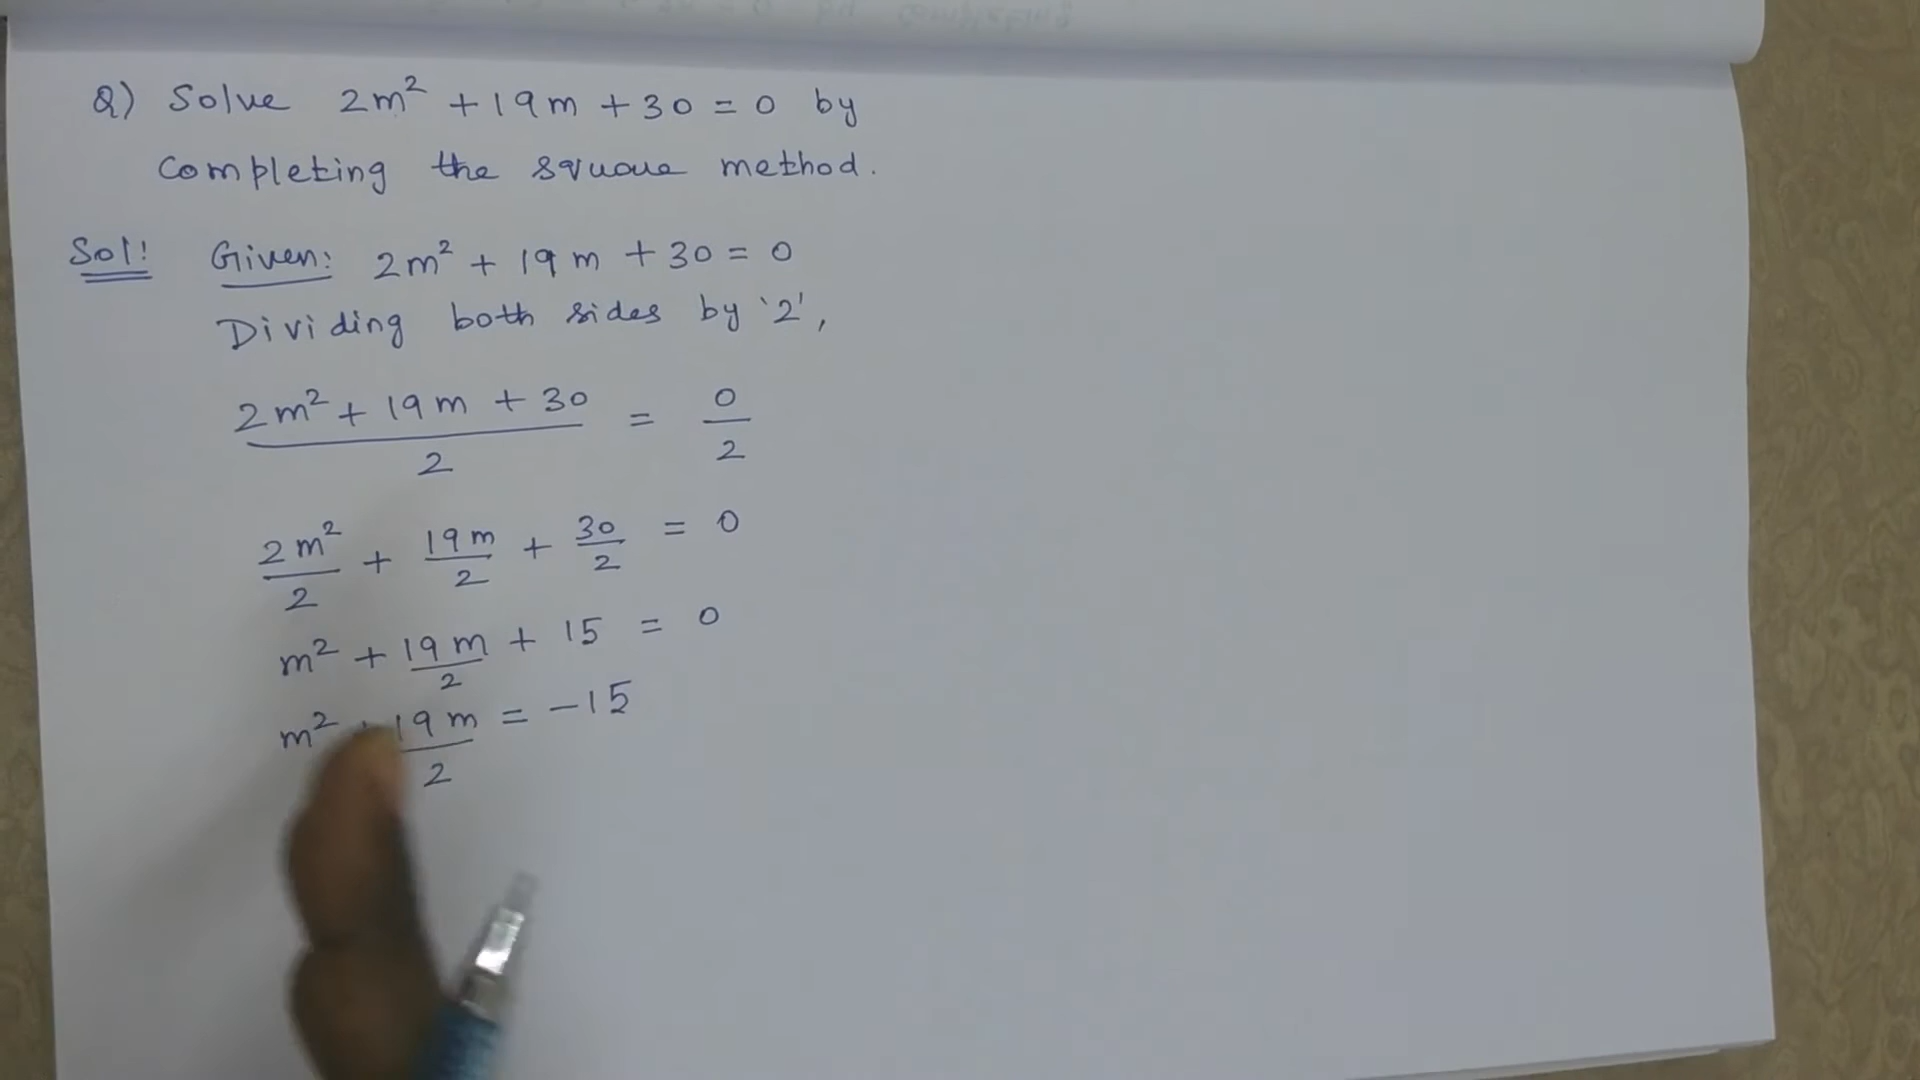 Q) Solve 2m² + 19m + 30 = 0 by
Completing the square method.
Sol! Given: 2m² + 19m + 30 = 0
Dividing both sides by '2',
(2m² + 19m + 30)/2 = 0/2
2m²/2 + 19m/2 + 30/2 = 0
m² + 19m/2 + 15 = 0
m² + 19m/2 = -15